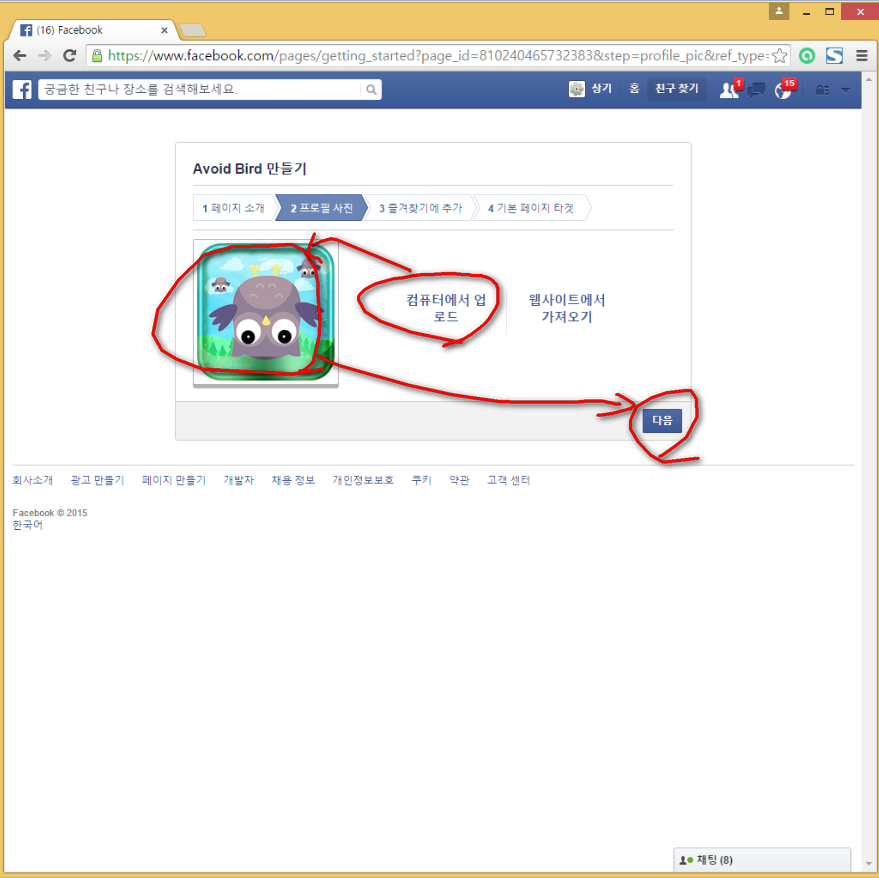 (16) Facebook
https://www.facebook.com/pages/getting_started?page_id=810240465732383&step=profile_pic&ref_type=
궁금한 친구나 장소를 검색해보세요.
상기 홈 친구 찾기 1 15
Avoid Bird 만들기
1 페이지 소개 2 프로필 사진 3 즐겨찾기에 추가 4 기본 페이지 타겟
컴퓨터에서 업
로드
웹사이트에서
가져오기
다음
회사소개 광고 만들기 페이지 만들기 개발자 채용 정보 개인정보보호 쿠키 약관 고객 센터
Facebook © 2015
한국어
채팅 (8)